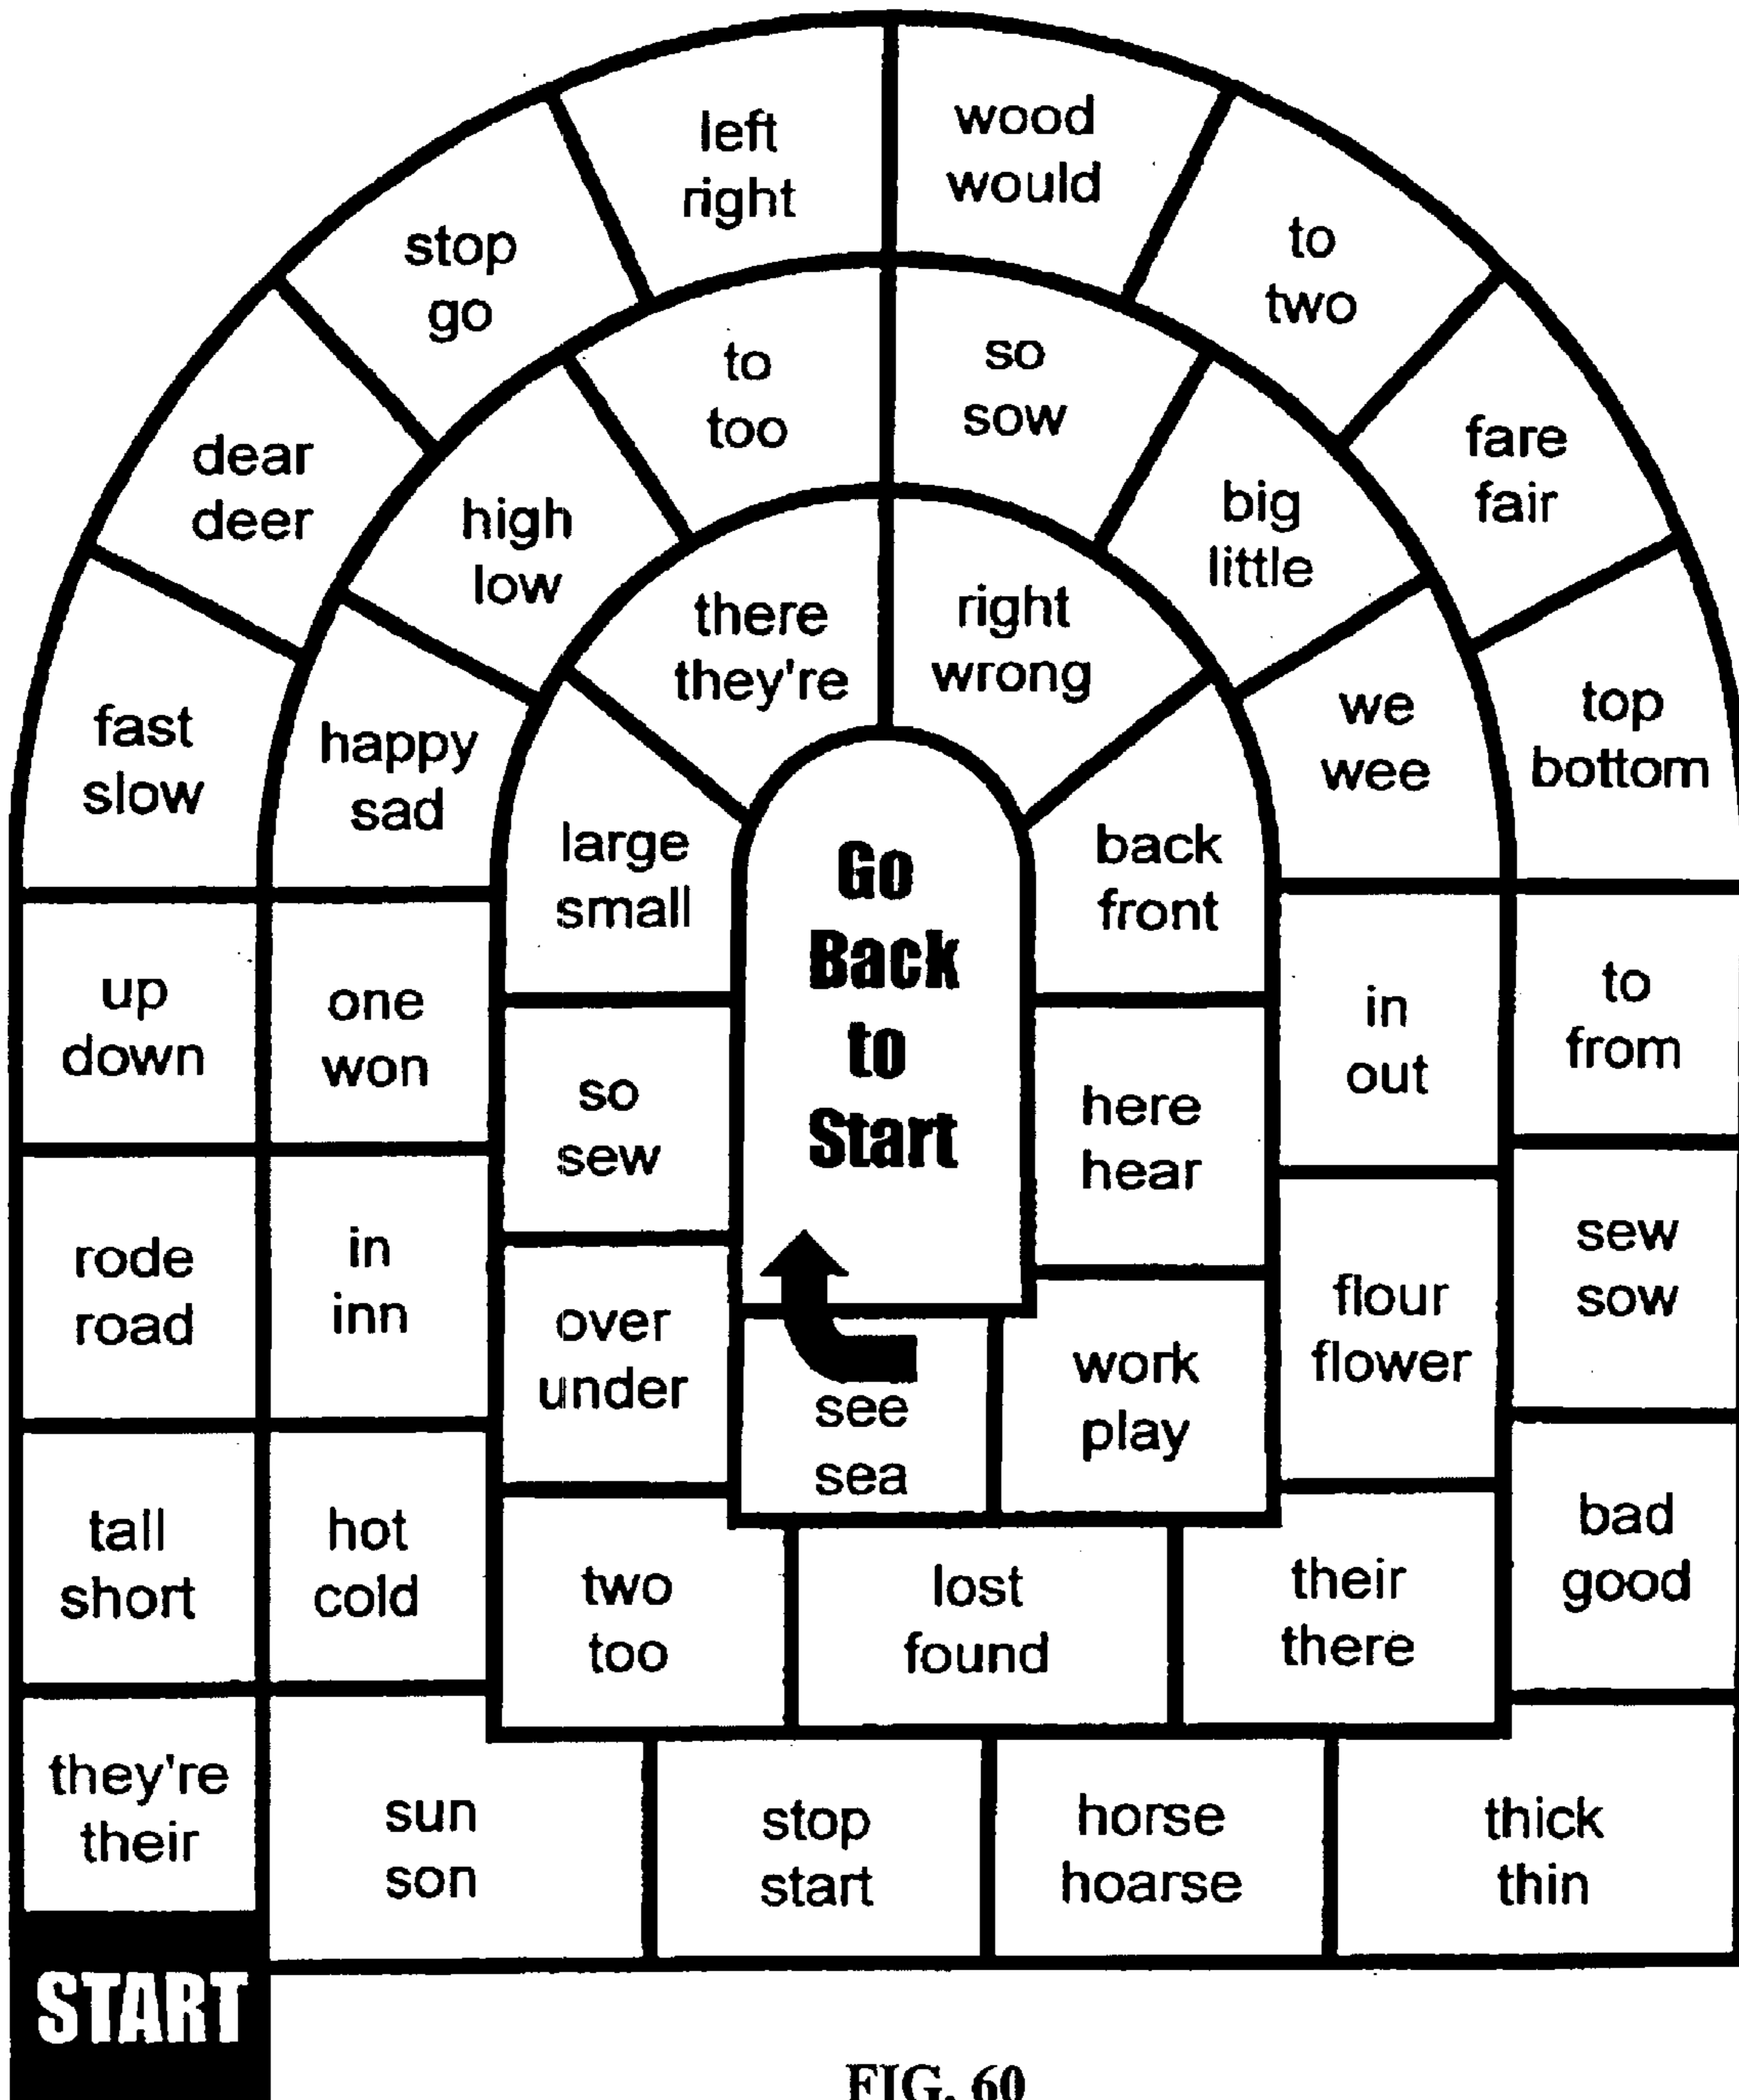 START
they're
their
tall
short
rode
road
up
down
fast
slow
dear
deer
stop
go
left
right
wood
would
to
two
fare
fair
top
bottom
to
from
sew
sow
bad
good
thick
thin
horse
hoarse
stop
start
sun
son
hot
cold
in
inn
one
won
happy
sad
high
low
to
too
so
sow
big
little
we
wee
in
out
flour
flower
their
there
lost
found
two
too
over
under
so
sew
large
small
there
they're
right
wrong
back
front
here
hear
work
play
see
sea
Go
Back
to
Start
FIG. 60